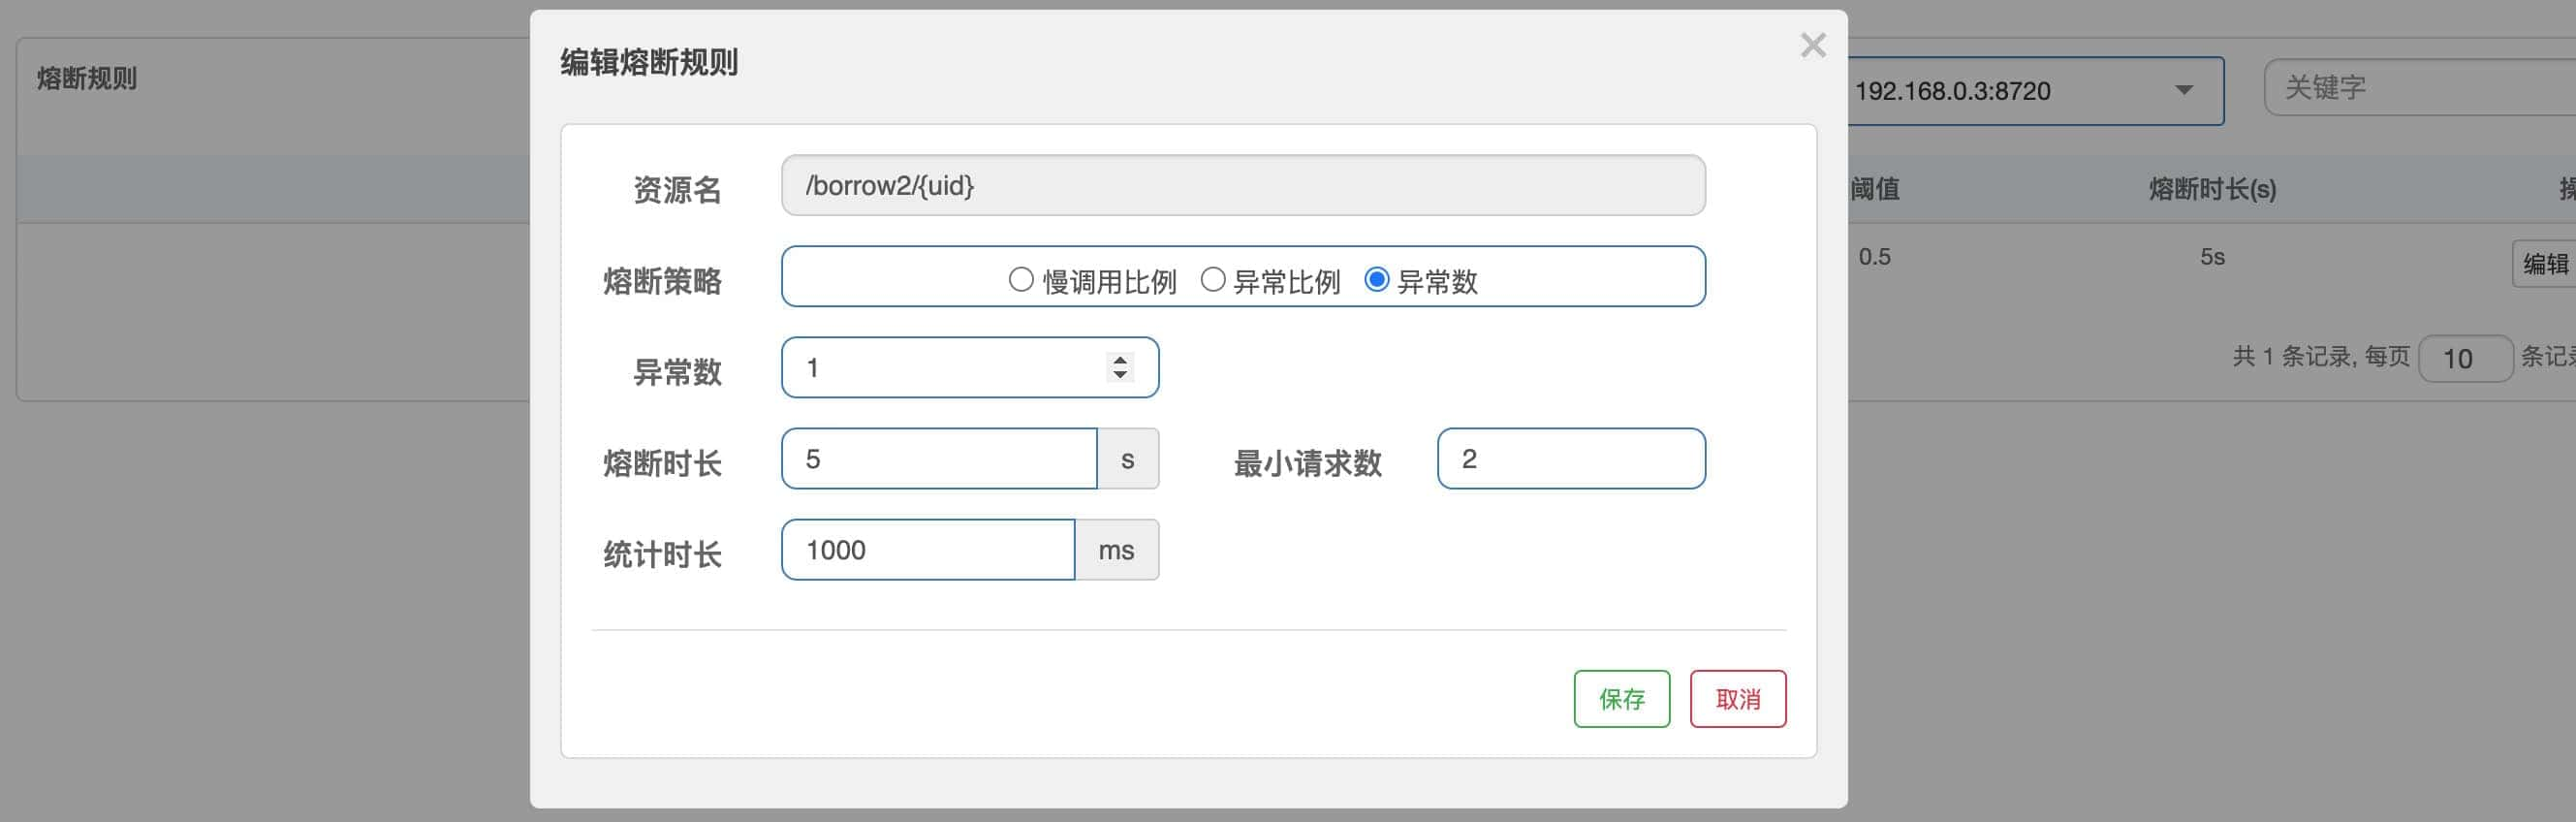 编辑熔断规则
熔断规则
192.168.0.3:8720
关键字
资源名 /borrow2/{uid}
阈值 熔断时长(s)
熔断策略 慢调用比例 异常比例 异常数
0.5 5s 编辑
异常数 1
共 1 条记录, 每页 10 条记
熔断时长 5 s 最小请求数 2
统计时长 1000 ms
保存 取消